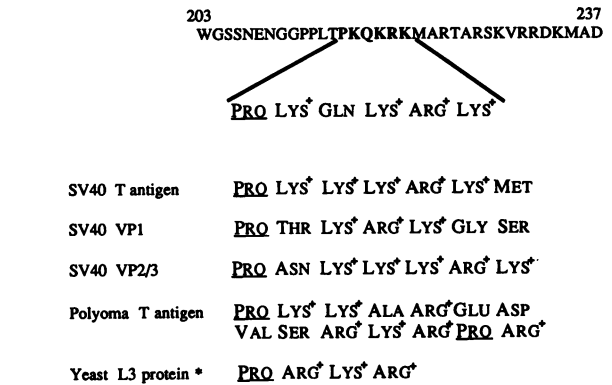 203 237
WGSSNENGGPPLTPKQKRKMARTARSKVRRDKMAD
PRO LYS+ GLN LYS+ ARG+ LYS+
SV40 T antigen PRO LYS+ LYS+ LYS+ ARG+ LYS+ MET
SV40 VP1 PRO THR LYS+ ARG+ LYS+ GLY SER
SV40 VP2/3 PRO ASN LYS+ LYS+ LYS+ ARG+ LYS+
Polyoma T antigen PRO LYS+ LYS+ ALA ARG+ GLU ASP
VAL SER ARG+ LYS+ ARG+ PRO ARG+
Yeast L3 protein * PRO ARG+ LYS+ ARG+